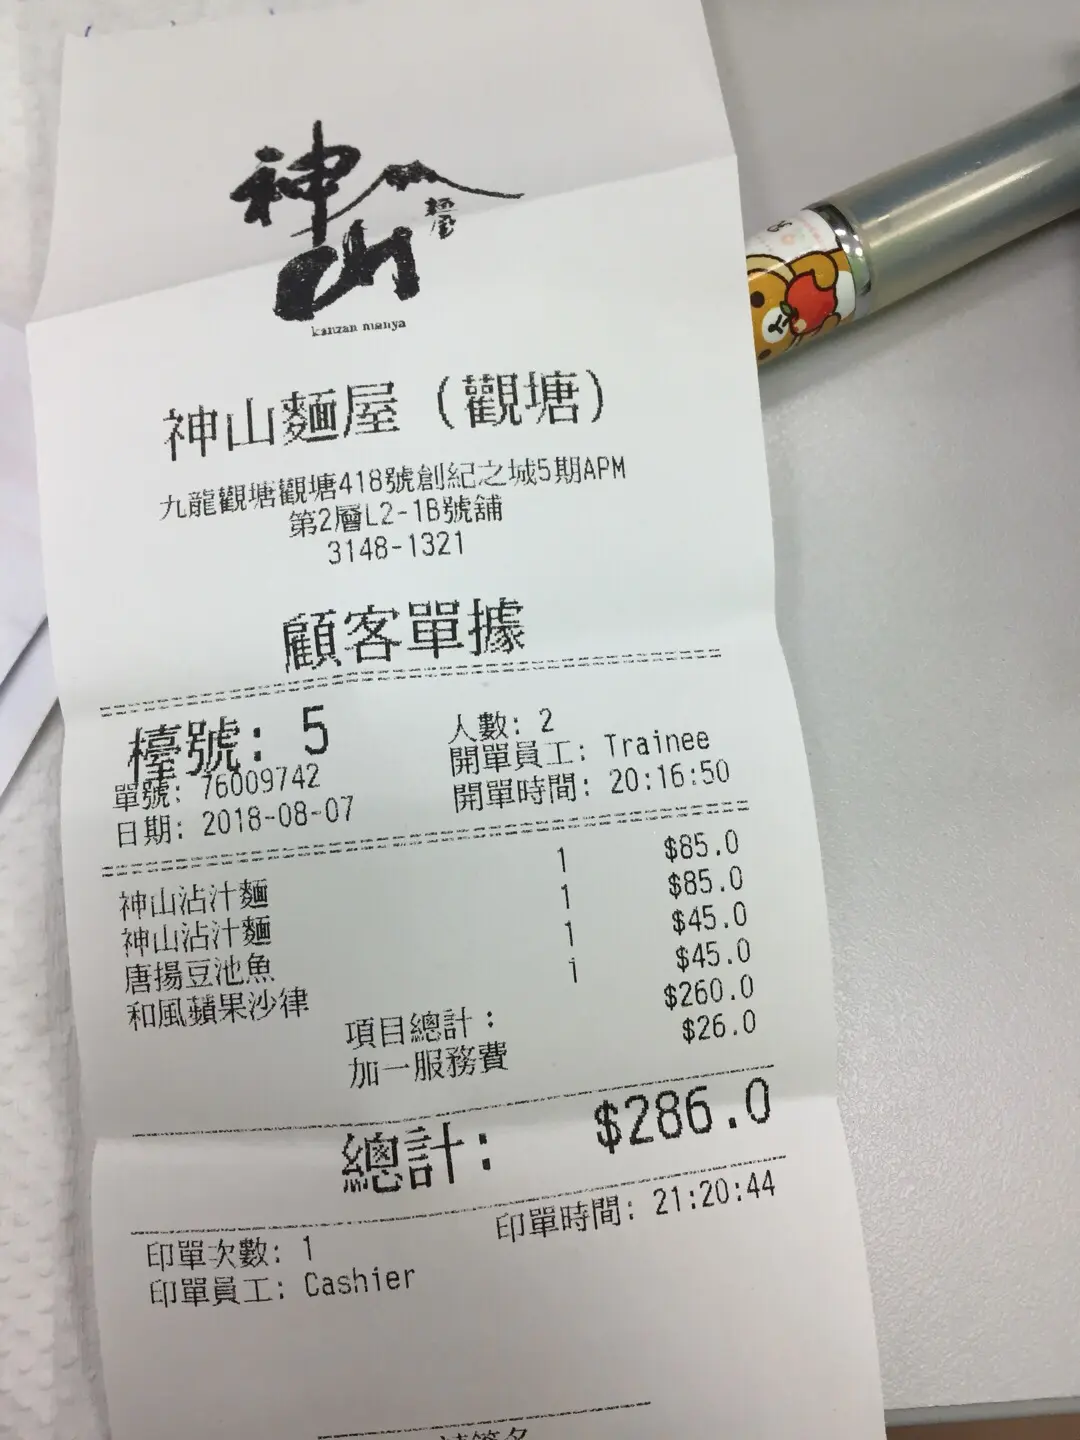 神山
麵屋
kanzan menya
神山麵屋（觀塘）
九龍觀塘觀塘418號創紀之城5期APM
第2層L2-1B號舖
3148-1321
顧客單據
檯號: 5
人數: 2
單號: 76009742
開單員工: Trainee
日期: 2018-08-07
開單時間: 20:16:50
神山沾汁麵 1 $85.0
神山沾汁麵 1 $85.0
唐揚豆池魚 1 $45.0
和風蘋果沙律 1 $45.0
項目總計： $260.0
加一服務費 $26.0
總計: $286.0
印單次數: 1
印單時間: 21:20:44
印單員工: Cashier